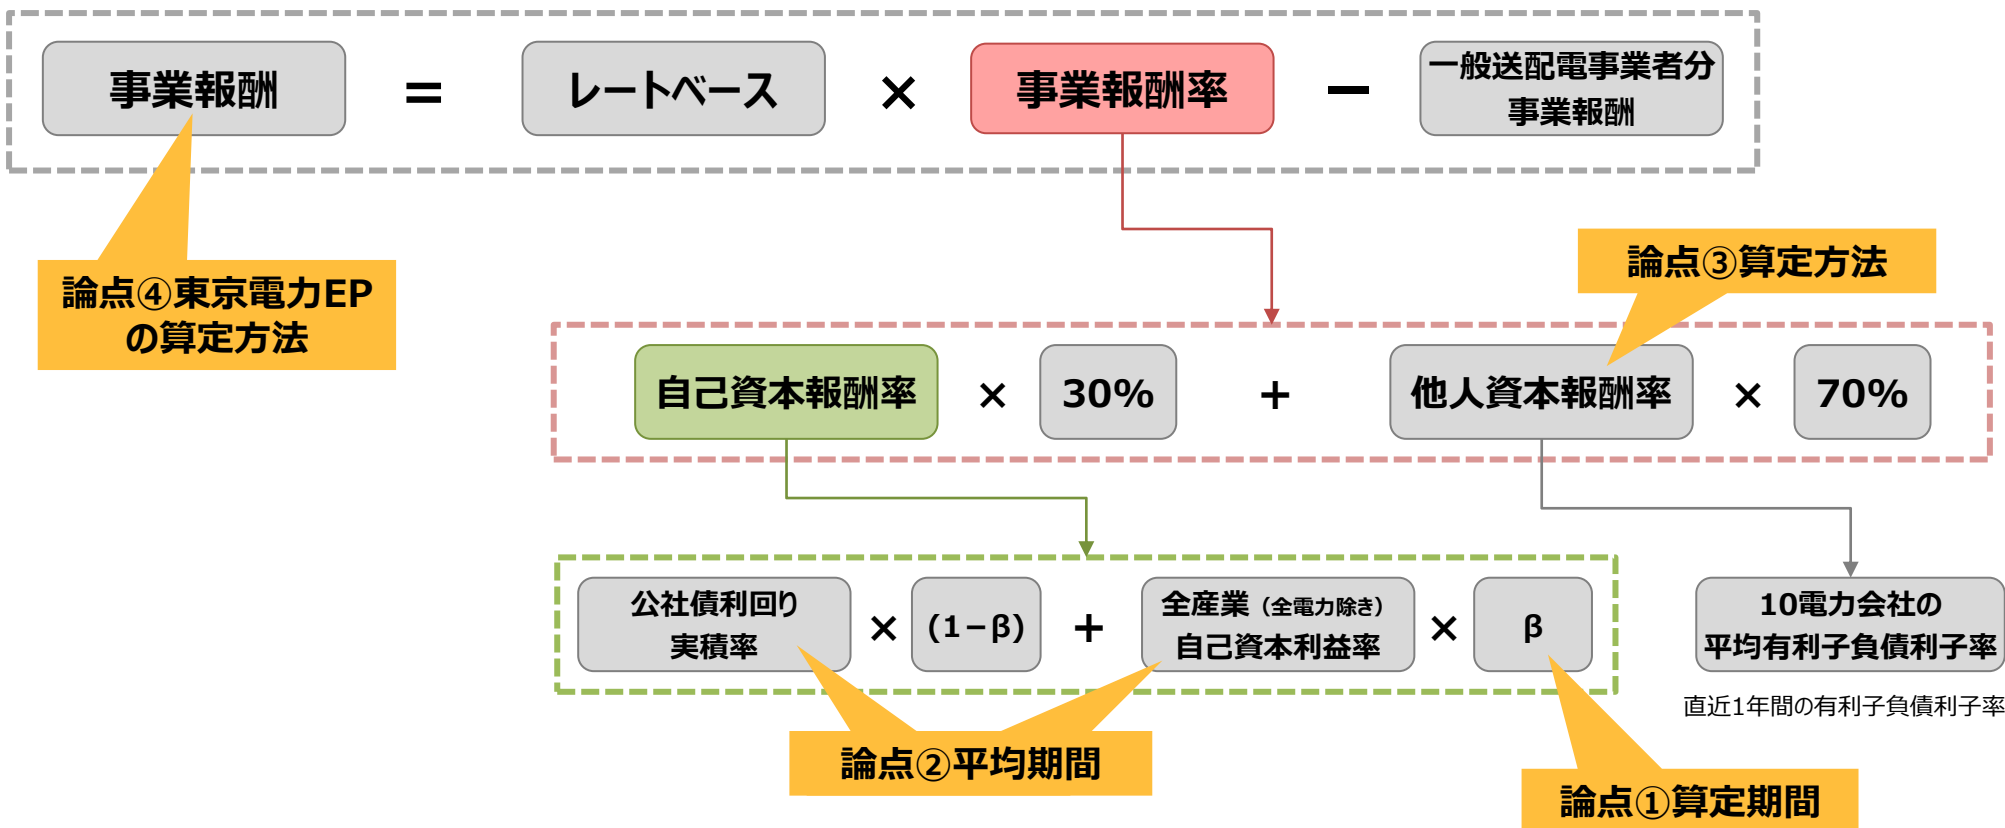 事業報酬 = レートベース × 事業報酬率 − 一般送配電事業者分
事業報酬
論点④東京電力EP
の算定方法
論点③算定方法
自己資本報酬率 × 30% + 他人資本報酬率 × 70%
公社債利回り
実積率
×
(1−β)
+
全産業（全電力除き）
自己資本利益率
×
β
10電力会社の
平均有利子負債利子率
直近1年間の有利子負債利子率
論点②平均期間
論点①算定期間